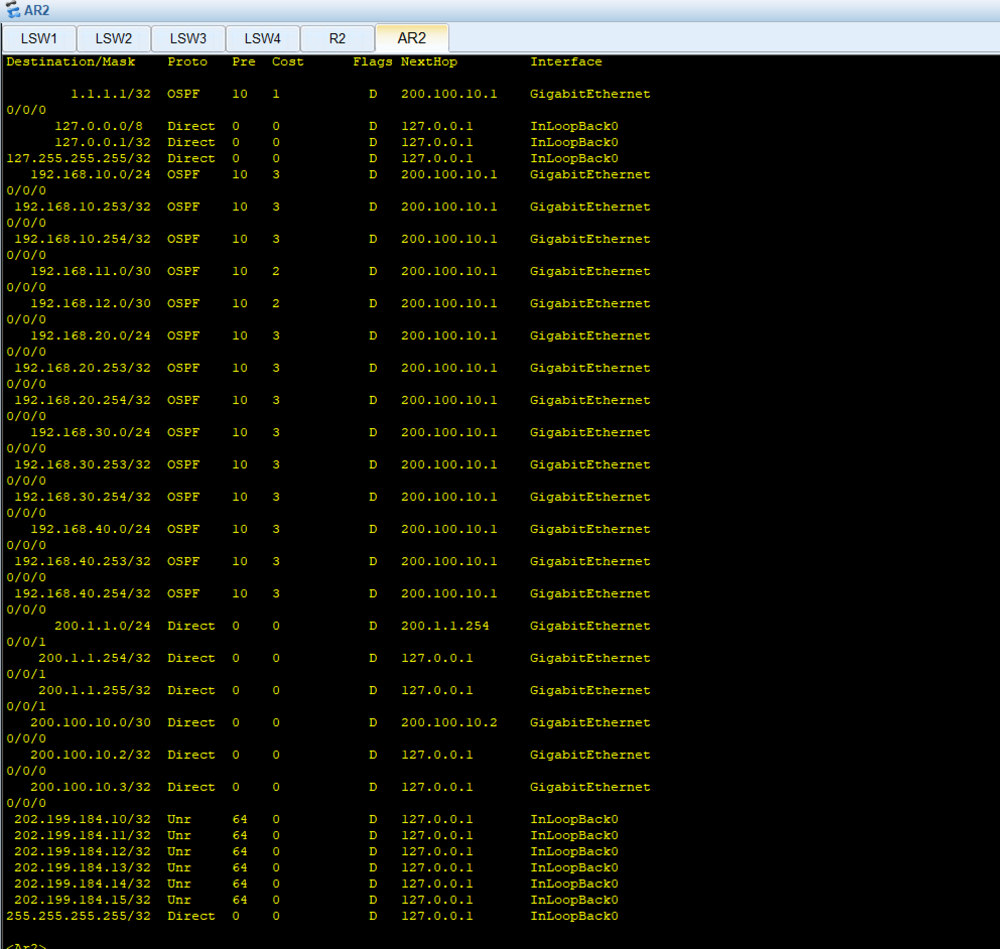 AR2
LSW1 LSW2 LSW3 LSW4 R2 AR2
Destination/Mask    Proto   Pre  Cost      Flags NextHop         Interface
1.1.1.1/32  OSPF    10   1           D   200.100.10.1    GigabitEthernet
0/0/0
127.0.0.0/8   Direct  0    0           D   127.0.0.1       InLoopBack0
127.0.0.1/32  Direct  0    0           D   127.0.0.1       InLoopBack0
127.255.255.255/32  Direct  0    0           D   127.0.0.1       InLoopBack0
192.168.10.0/24  OSPF    10   3           D   200.100.10.1    GigabitEthernet
0/0/0
192.168.10.253/32  OSPF    10   3           D   200.100.10.1    GigabitEthernet
0/0/0
192.168.10.254/32  OSPF    10   3           D   200.100.10.1    GigabitEthernet
0/0/0
192.168.11.0/30  OSPF    10   2           D   200.100.10.1    GigabitEthernet
0/0/0
192.168.12.0/30  OSPF    10   2           D   200.100.10.1    GigabitEthernet
0/0/0
192.168.20.0/24  OSPF    10   3           D   200.100.10.1    GigabitEthernet
0/0/0
192.168.20.253/32  OSPF    10   3           D   200.100.10.1    GigabitEthernet
0/0/0
192.168.20.254/32  OSPF    10   3           D   200.100.10.1    GigabitEthernet
0/0/0
192.168.30.0/24  OSPF    10   3           D   200.100.10.1    GigabitEthernet
0/0/0
192.168.30.253/32  OSPF    10   3           D   200.100.10.1    GigabitEthernet
0/0/0
192.168.30.254/32  OSPF    10   3           D   200.100.10.1    GigabitEthernet
0/0/0
192.168.40.0/24  OSPF    10   3           D   200.100.10.1    GigabitEthernet
0/0/0
192.168.40.253/32  OSPF    10   3           D   200.100.10.1    GigabitEthernet
0/0/0
192.168.40.254/32  OSPF    10   3           D   200.100.10.1    GigabitEthernet
0/0/0
200.1.1.0/24  Direct  0    0           D   200.1.1.254     GigabitEthernet
0/0/1
200.1.1.254/32  Direct  0    0           D   127.0.0.1       GigabitEthernet
0/0/1
200.1.1.255/32  Direct  0    0           D   127.0.0.1       GigabitEthernet
0/0/1
200.100.10.0/30  Direct  0    0           D   200.100.10.2    GigabitEthernet
0/0/0
200.100.10.2/32  Direct  0    0           D   127.0.0.1       GigabitEthernet
0/0/0
200.100.10.3/32  Direct  0    0           D   127.0.0.1       GigabitEthernet
0/0/0
202.199.184.10/32  Unr     64   0           D   127.0.0.1       InLoopBack0
202.199.184.11/32  Unr     64   0           D   127.0.0.1       InLoopBack0
202.199.184.12/32  Unr     64   0           D   127.0.0.1       InLoopBack0
202.199.184.13/32  Unr     64   0           D   127.0.0.1       InLoopBack0
202.199.184.14/32  Unr     64   0           D   127.0.0.1       InLoopBack0
202.199.184.15/32  Unr     64   0           D   127.0.0.1       InLoopBack0
255.255.255.255/32  Direct  0    0           D   127.0.0.1       InLoopBack0
<Ar2>